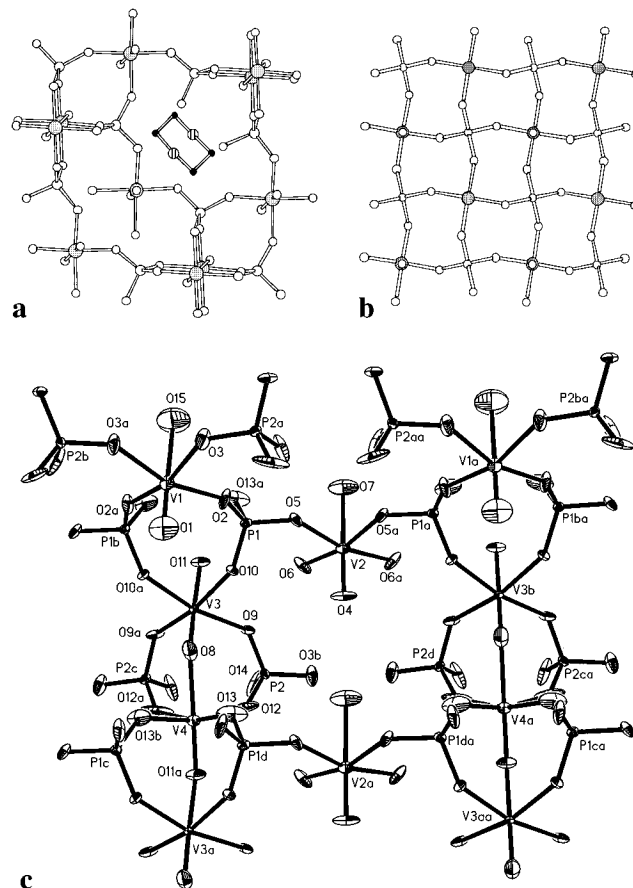 a
b
O15
O3a
O3
P2a
P2b
V1
O13a
O2a
O1
O2
P1
O5
O7
P1b
O11
O10
V2
O5a
P1a
O10a
O6
O6a
V3
O4
O9a
O9
O8
P2c
O14
P2
O3b
O12a
O13
O12
O13b
V4
P1c
P1d
O11a
V2a
V3a
P2aa
P2ba
V1a
P1ba
V3b
P2d
P2ca
V4a
P1da
P1ca
V3aa
c